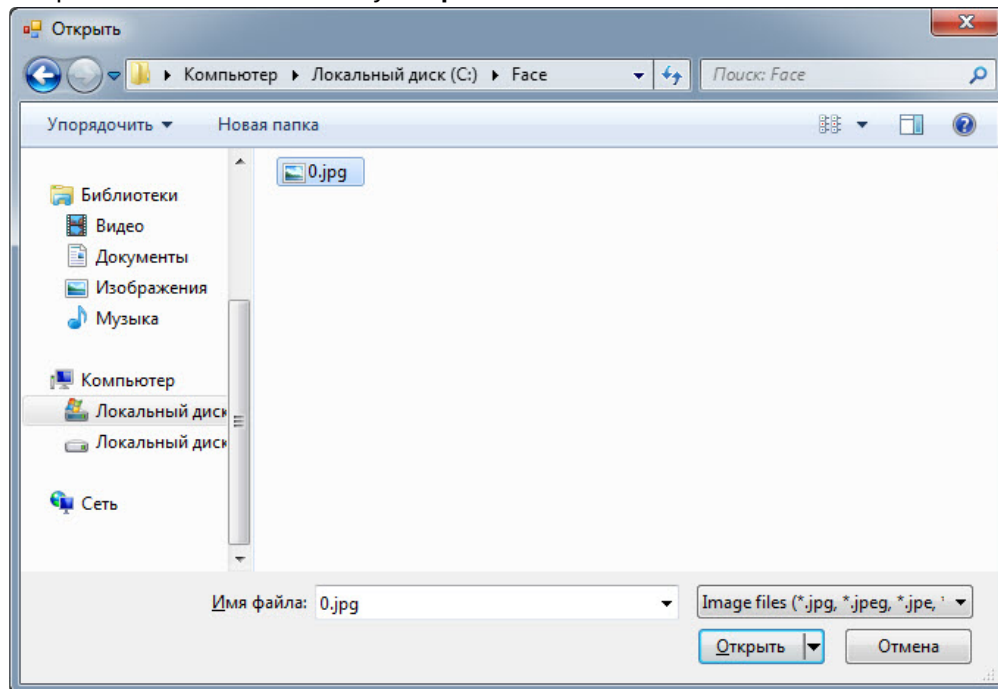 Открыть
Компьютер ▸ Локальный диск (C:) ▸ Face
Поиск: Face
Упорядочить
Новая папка
0.jpg
Библиотеки
Видео
Документы
Изображения
Музыка
Компьютер
Локальный диск
Локальный диск
Сеть
Имя файла: 0.jpg
Image files (*.jpg, *.jpeg, *.jpe,
Открыть
Отмена